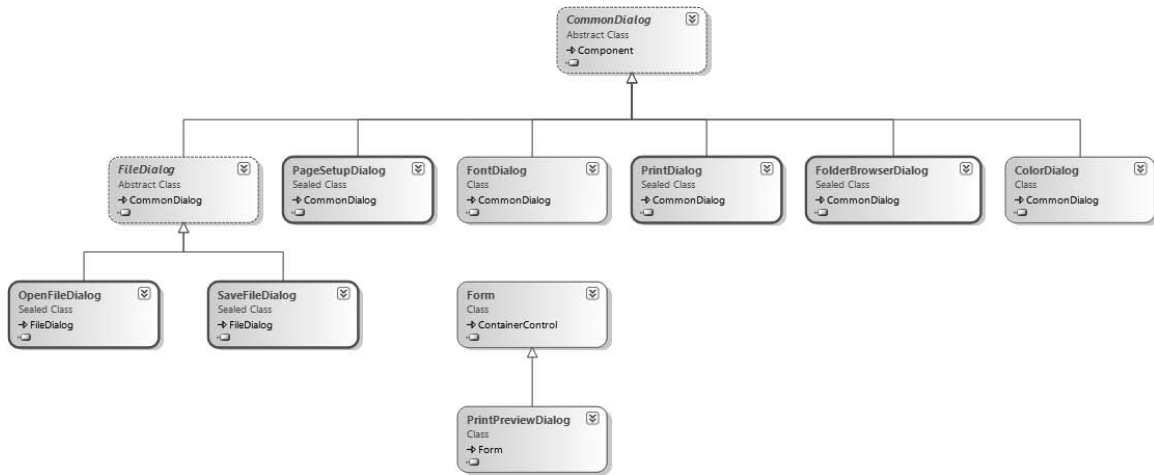 CommonDialog
Abstract Class
Component
FileDialog
Abstract Class
CommonDialog
PageSetupDialog
Sealed Class
CommonDialog
FontDialog
Class
CommonDialog
PrintDialog
Sealed Class
CommonDialog
FolderBrowserDialog
Sealed Class
CommonDialog
ColorDialog
Class
CommonDialog
OpenFileDialog
Sealed Class
FileDialog
SaveFileDialog
Sealed Class
FileDialog
Form
Class
ContainerControl
PrintPreviewDialog
Class
Form